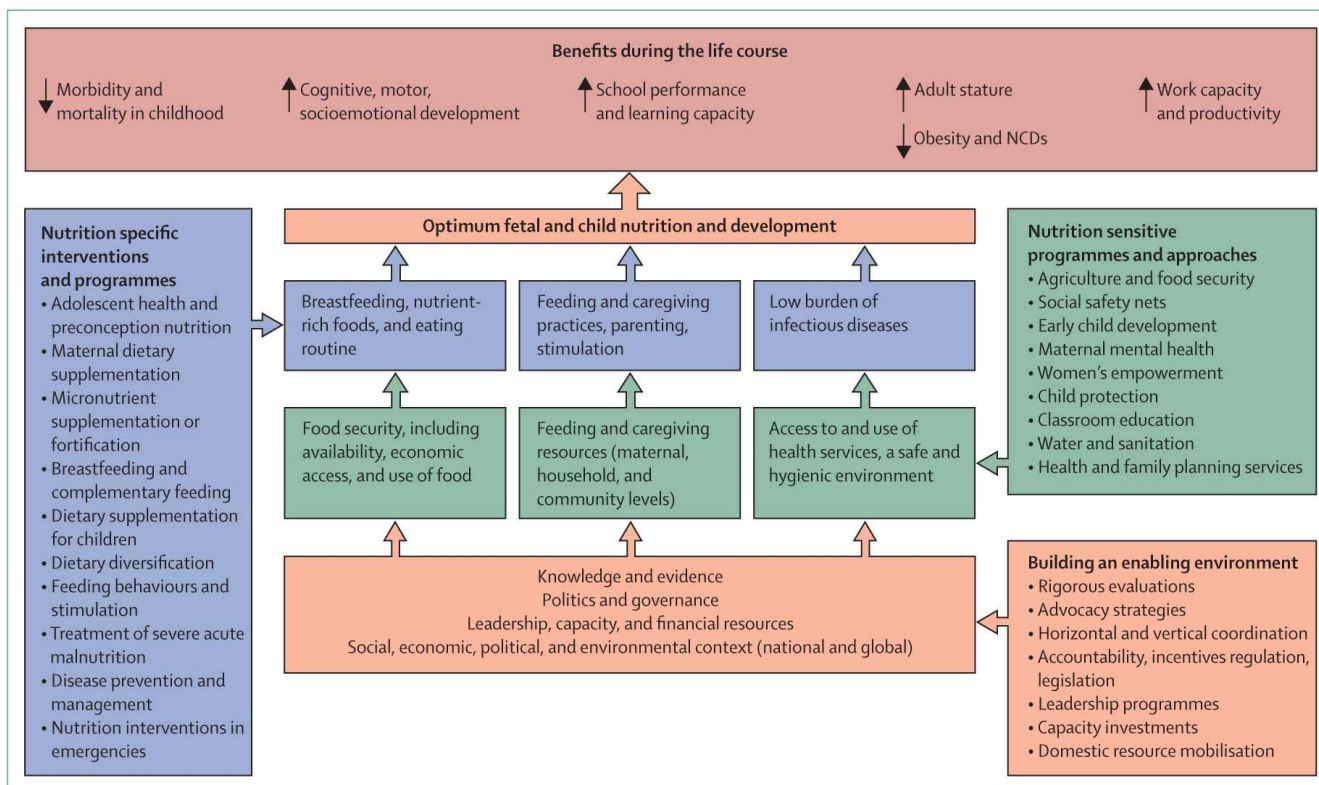 Benefits during the life course
Morbidity and
mortality in childhood
Cognitive, motor,
socioemotional development
School performance
and learning capacity
Adult stature
Obesity and NCDs
Work capacity
and productivity
Nutrition specific
interventions
and programmes
• Adolescent health and
preconception nutrition
• Maternal dietary
supplementation
• Micronutrient
supplementation or
fortification
• Breastfeeding and
complementary feeding
• Dietary supplementation
for children
• Dietary diversification
• Feeding behaviours and
stimulation
• Treatment of severe acute
malnutrition
• Disease prevention and
management
• Nutrition interventions in
emergencies
Optimum fetal and child nutrition and development
Breastfeeding, nutrient-
rich foods, and eating
routine
Feeding and caregiving
practices, parenting,
stimulation
Low burden of
infectious diseases
Food security, including
availability, economic
access, and use of food
Feeding and caregiving
resources (maternal,
household, and
community levels)
Access to and use of
health services, a safe and
hygienic environment
Knowledge and evidence
Politics and governance
Leadership, capacity, and financial resources
Social, economic, political, and environmental context (national and global)
Nutrition sensitive
programmes and approaches
• Agriculture and food security
• Social safety nets
• Early child development
• Maternal mental health
• Women's empowerment
• Child protection
• Classroom education
• Water and sanitation
• Health and family planning services
Building an enabling environment
• Rigorous evaluations
• Advocacy strategies
• Horizontal and vertical coordination
• Accountability, incentives regulation,
legislation
• Leadership programmes
• Capacity investments
• Domestic resource mobilisation